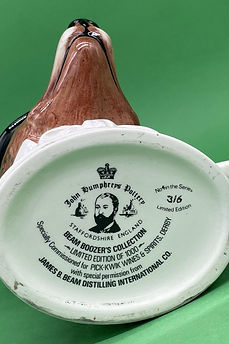 John Humphreys Pottery
STAFFORDSHIRE ENGLAND
BEAM BOOZER'S COLLECTION
LIMITED EDITION OF 1000
Specially Commissioned for PICK-KWIK WINES & SPIRITS, DERBY
with special permission from
JAMES B. BEAM DISTILLING INTERNATIONAL CO.
No. in the Series
3/6
Limited Edition